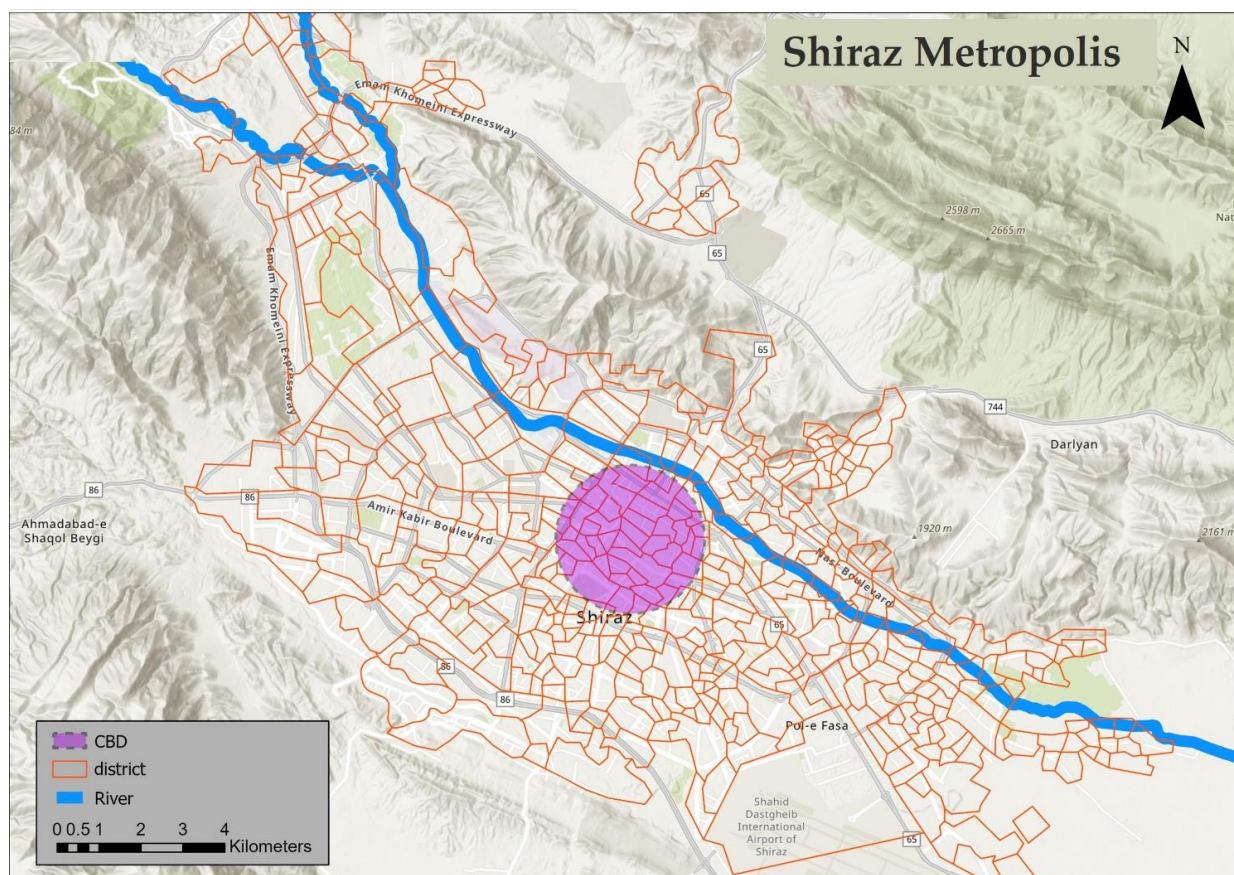 Shiraz Metropolis
N
Emam Khomeini Expressway
84 m
65
2598 m
2665 m
Nat
65
Emam Khomeini Expressway
65
744
Darlyan
86
86
Ahmadabad-e
Shaqol Beygi
Amir Kabir Boulevard
1920 m
2161 m
Nasr Boulevard
Shiraz
65
86
86
Pol-e Fasa
CBD
district
River
0 0.5 1 2 3 4
Kilometers
Shahid
Dastgheib
International
Airport of
Shiraz
65